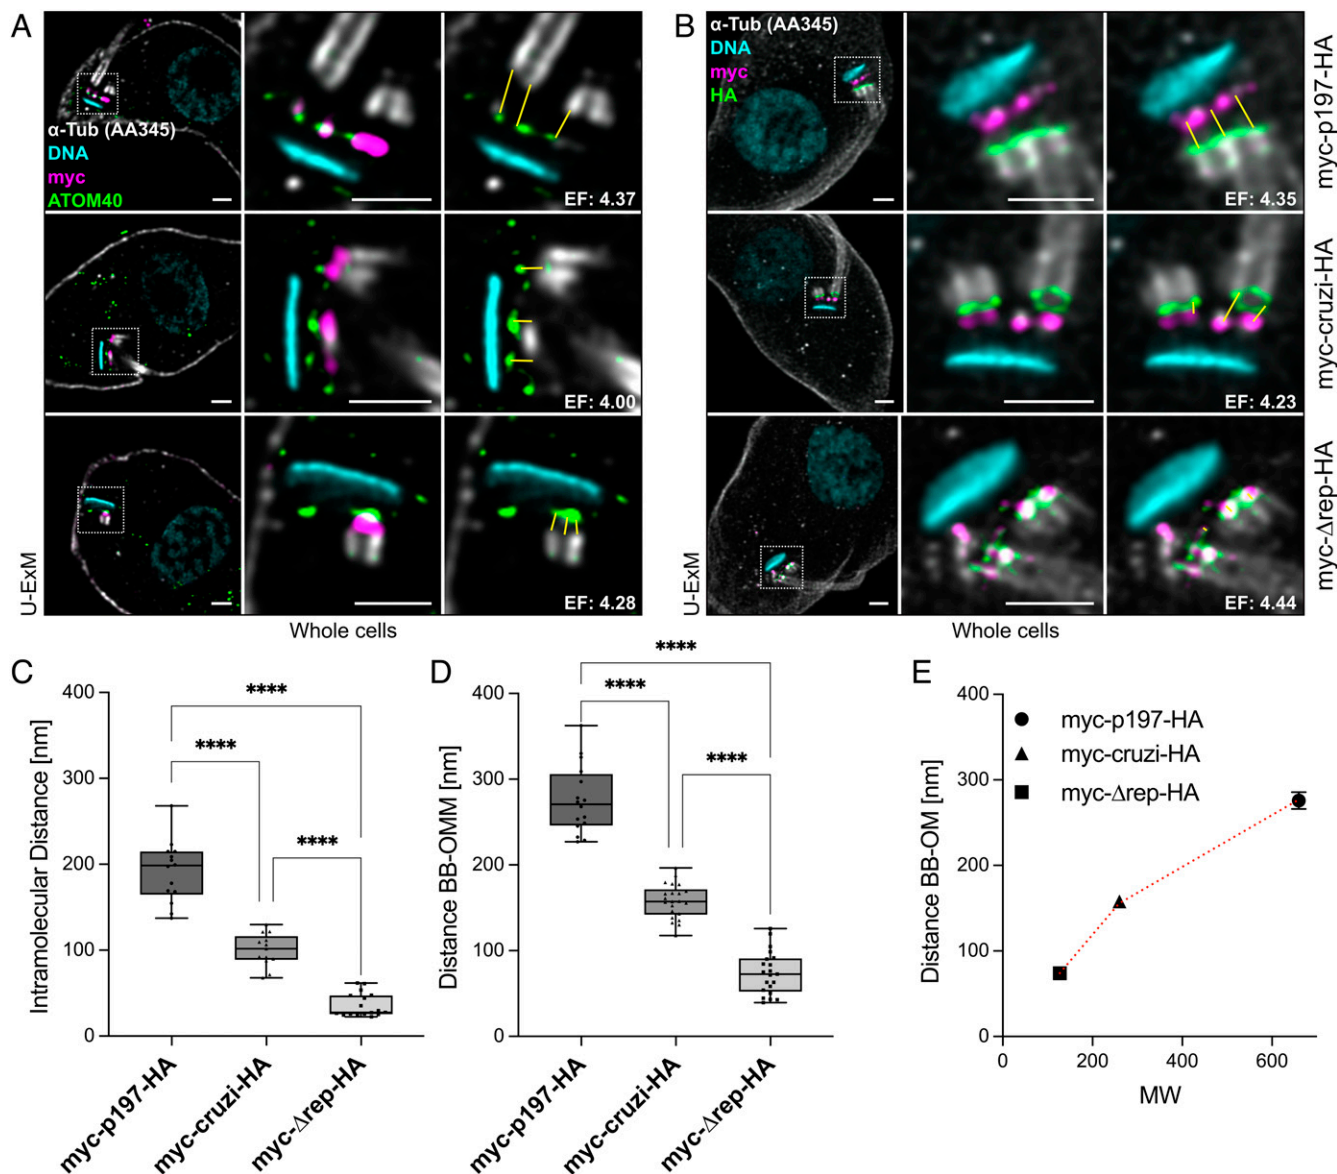 A
α-Tub (AA345)
DNA
myc
ATOM40
EF: 4.37
EF: 4.00
EF: 4.28
U-ExM
Whole cells
B
α-Tub (AA345)
DNA
myc
HA
EF: 4.35
EF: 4.23
EF: 4.44
myc-p197-HA
myc-cruzi-HA
myc-Δrep-HA
U-ExM
Whole cells
C
Intramolecular Distance [nm]
400
300
200
100
0
****
****
****
myc-p197-HA
myc-cruzi-HA
myc-Δrep-HA
D
Distance BB-OMM [nm]
400
300
200
100
0
****
****
****
myc-p197-HA
myc-cruzi-HA
myc-Δrep-HA
E
Distance BB-OM [nm]
400
300
200
100
0
myc-p197-HA
myc-cruzi-HA
myc-Δrep-HA
0 200 400 600
MW